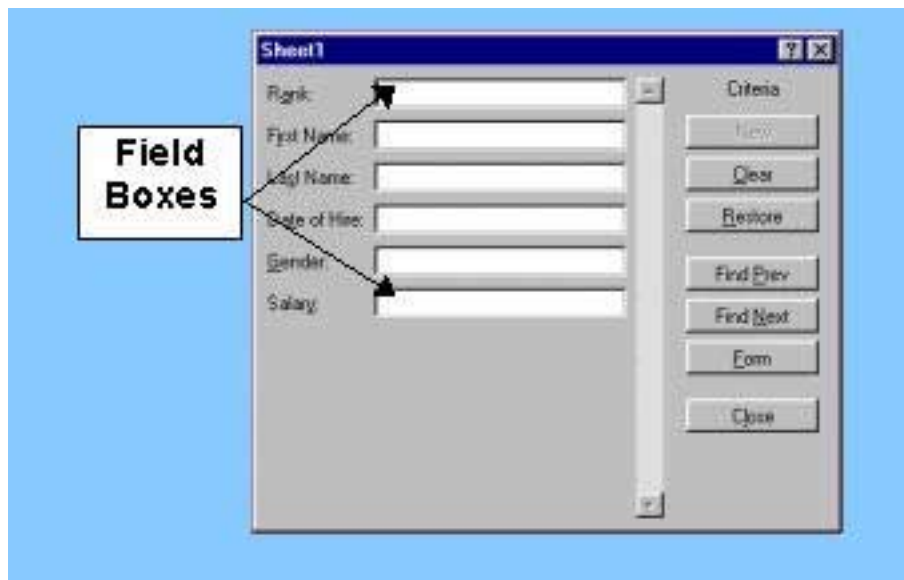 Sheet1
Rank:
First Name:
Last Name:
Date of Hire:
Gender:
Salary:
Field
Boxes
Criteria
New
Clear
Restore
Find Prev
Find Next
Form
Close